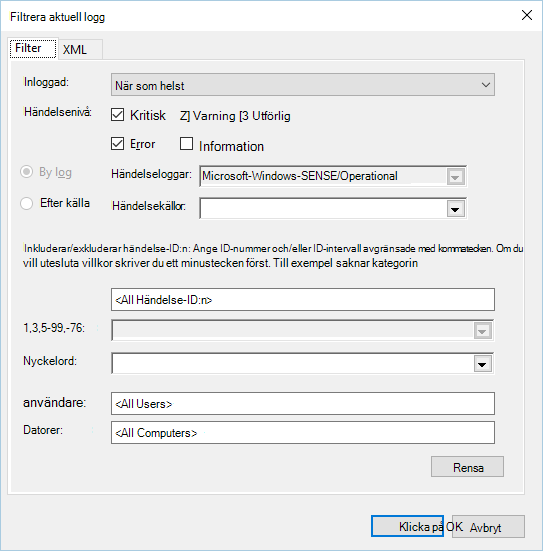 Filtrera aktuell logg
Filter XML
Inloggad: När som helst
Händelsenivå: Kritisk Z] Varning [3 Utförlig
Error Information
By log Händelseloggar: Microsoft-Windows-SENSE/Operational
Efter källa Händelsekällor:
Inkluderar/exkluderar händelse-ID:n: Ange ID-nummer och/eller ID-intervall avgränsade med kommatecken. Om du
vill utesluta villkor skriver du ett minustecken först. Till exempel saknar kategorin
<All Händelse-ID:n>
1,3,5-99,-76:
Nyckelord:
användare: <All Users>
Datorer: <All Computers>
Rensa
Klicka på OK Avbryt